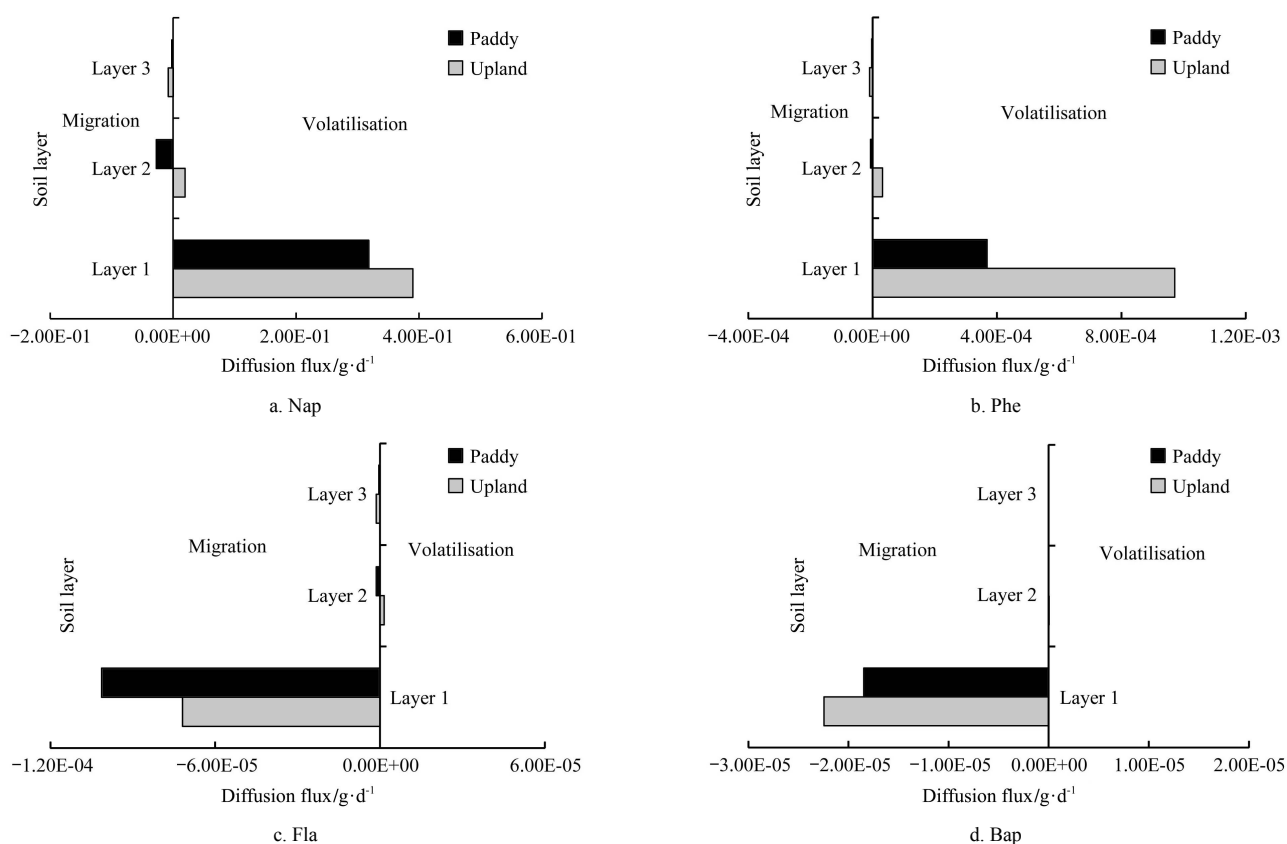 Paddy
Upland
Layer 3
Migration
Volatilisation
Layer 2
Layer 1
Soil layer
−2.00E-01 0.00E+00 2.00E-01 4.00E-01 6.00E-01
Diffusion flux/g·d⁻¹
a. Nap
Paddy
Upland
Layer 3
Migration
Volatilisation
Layer 2
Layer 1
Soil layer
−4.00E-04 0.00E+00 4.00E-04 8.00E-04 1.20E-03
Diffusion flux/g·d⁻¹
b. Phe
Paddy
Upland
Layer 3
Migration
Volatilisation
Layer 2
Layer 1
Soil layer
−1.20E-04 −6.00E-05 0.00E+00 6.00E-05
Diffusion flux/g·d⁻¹
c. Fla
Paddy
Upland
Layer 3
Migration
Volatilisation
Layer 2
Layer 1
Soil layer
−3.00E-05 −2.00E-05 −1.00E-05 0.00E+00 1.00E-05 2.00E-05
Diffusion flux/g·d⁻¹
d. Bap